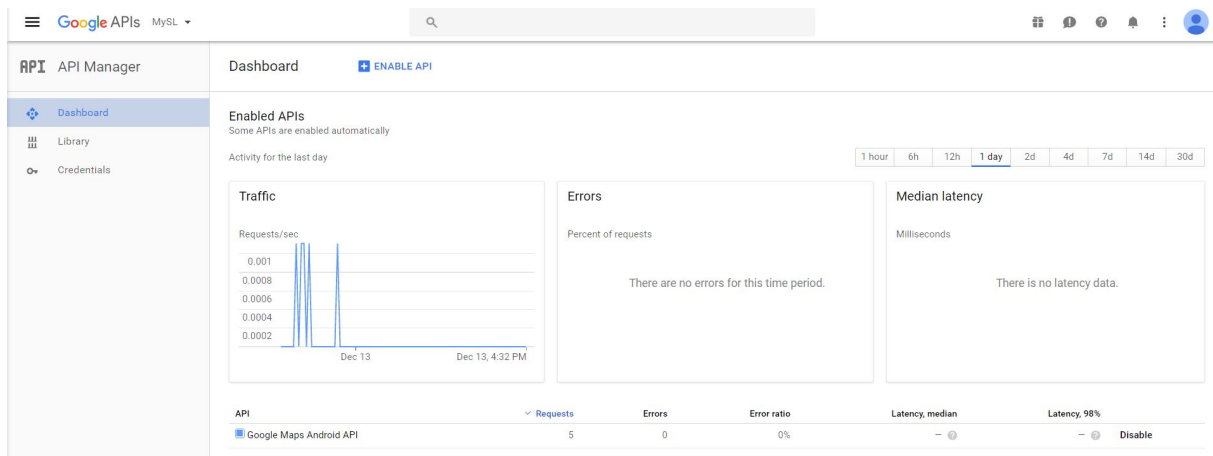 Google APIs MySL
API API Manager
Dashboard ENABLE API
Dashboard
Library
Credentials
Enabled APIs
Some APIs are enabled automatically
Activity for the last day
1 hour 6h 12h 1 day 2d 4d 7d 14d 30d
Traffic
Requests/sec
0.001
0.0008
0.0006
0.0004
0.0002
Dec 13 Dec 13, 4:32 PM
Errors
Percent of requests
There are no errors for this time period.
Median latency
Milliseconds
There is no latency data.
API Requests Errors Error ratio Latency, median Latency, 98%
Google Maps Android API 5 0 0% – – Disable